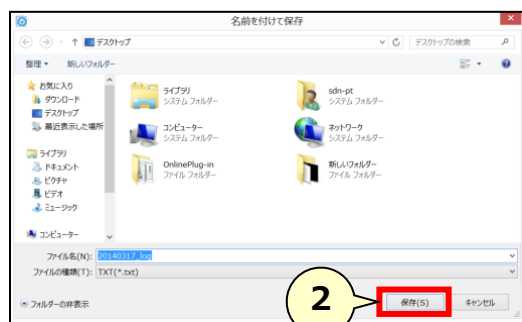 名前を付けて保存
デスクトップ
デスクトップの検索
整理
新しいフォルダー
お気に入り
ダウンロード
デスクトップ
最近表示した場所
ライブラリ
ドキュメント
ピクチャ
ビデオ
ミュージック
コンピューター
ライブラリ
システム フォルダー
sdn-pt
システム フォルダー
コンピューター
システム フォルダー
ネットワーク
システム フォルダー
OnlinePlug-in
ファイル フォルダー
新しいフォルダー
ファイル フォルダー
ファイル名(N): 20140317_log
ファイルの種類(T): TXT(*.txt)
フォルダーの非表示
2
保存(S)
キャンセル